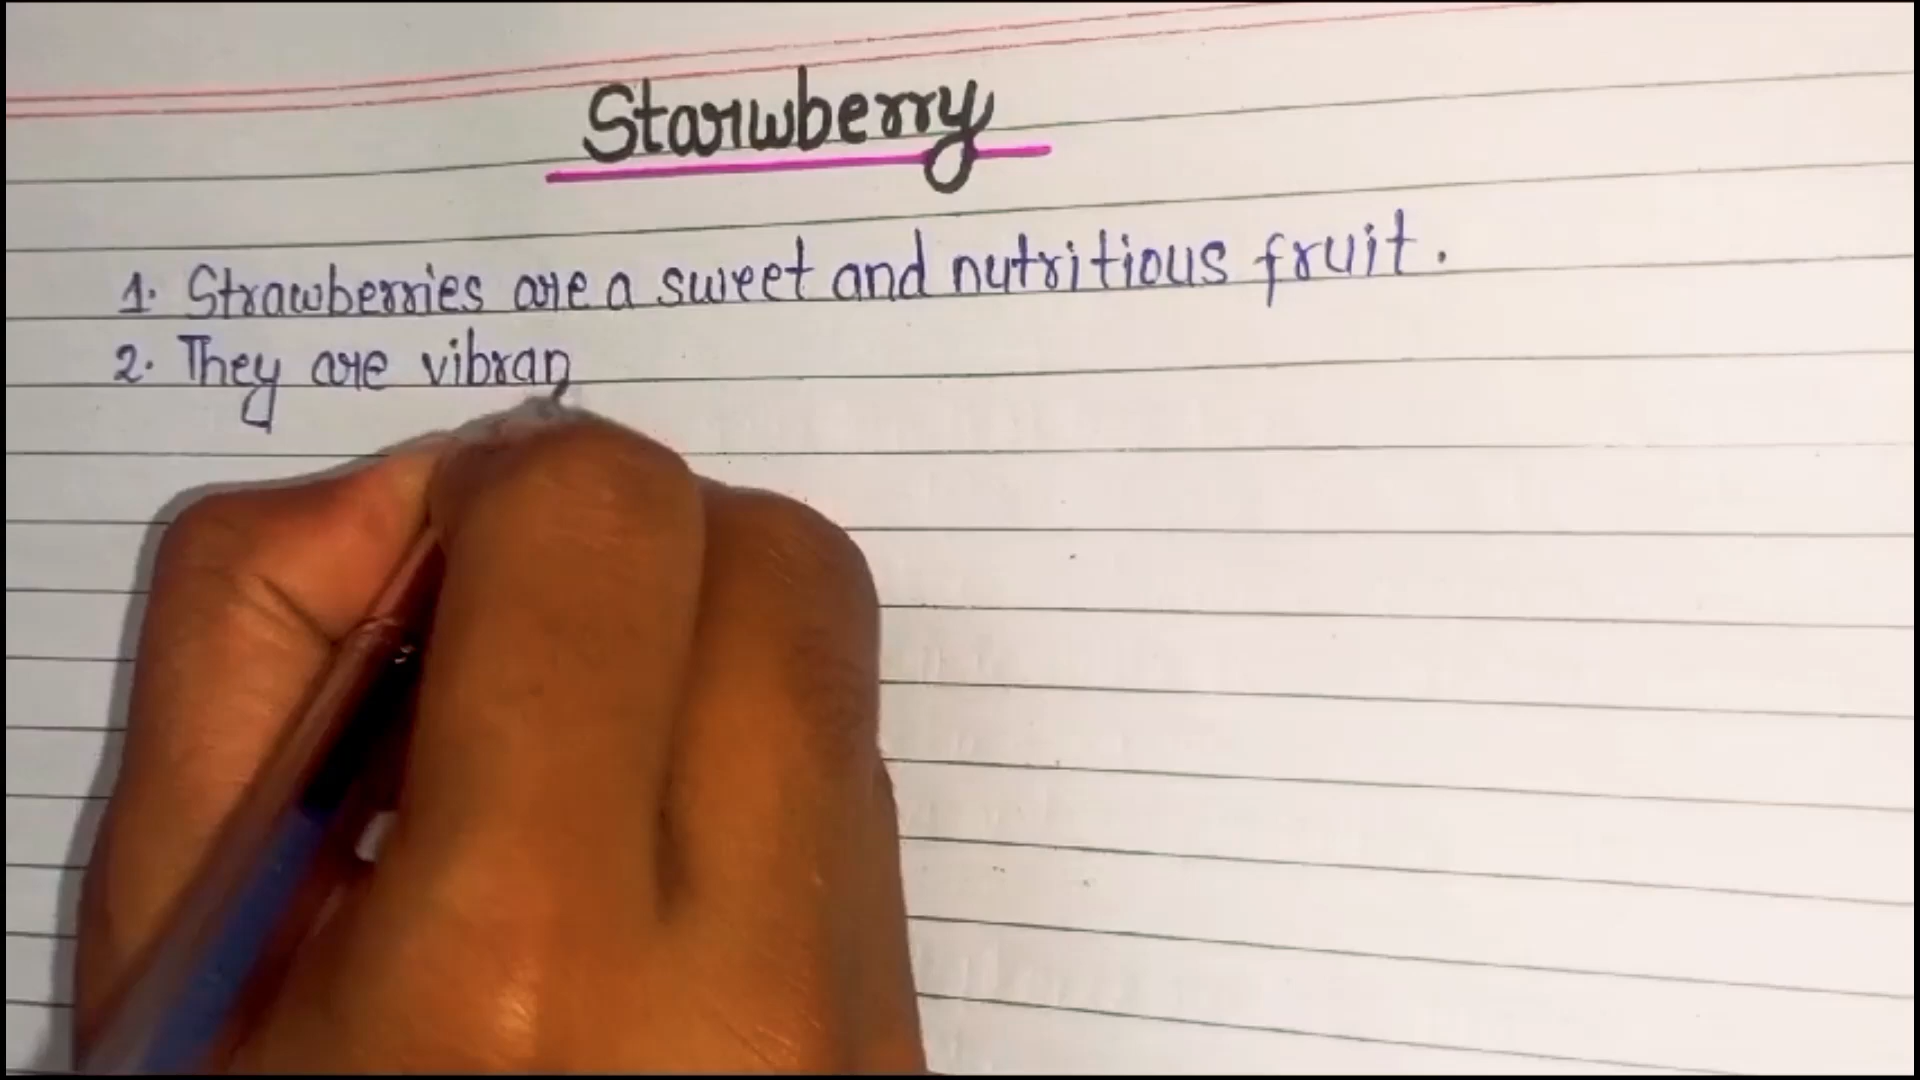 Starwberry
1. Strawberries are a sweet and nutritious fruit.
2. They are vibran